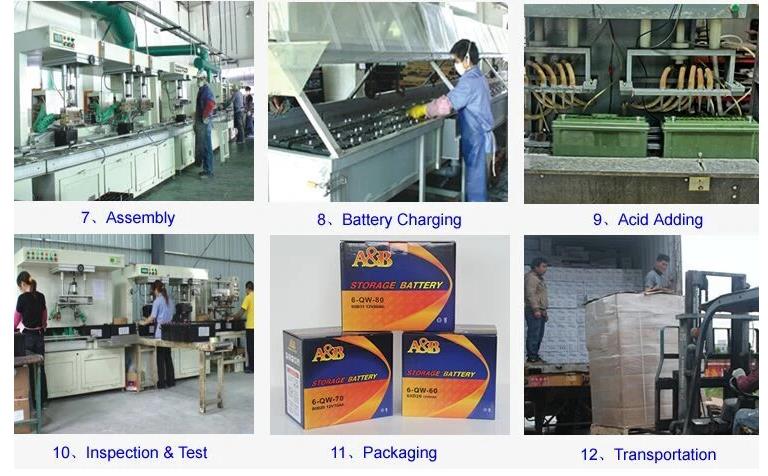 7、Assembly
8、Battery Charging
9、Acid Adding
A&B
STORAGE BATTERY
6-QW-80
A&B
STORAGE BATTERY
6-QW-70
A&B
STORAGE BATTERY
6-QW-60
10、Inspection & Test
11、Packaging
12、Transportation